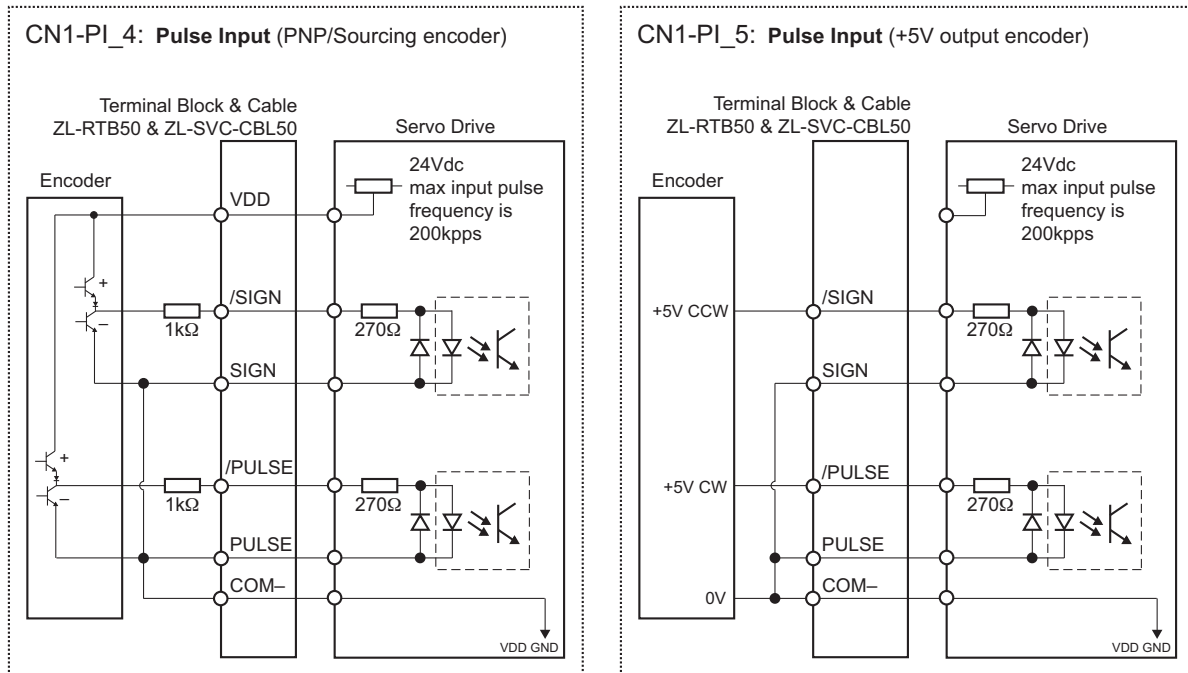 CN1-PI_4: Pulse Input (PNP/Sourcing encoder)
Terminal Block & Cable
ZL-RTB50 & ZL-SVC-CBL50
Servo Drive
Encoder
24Vdc
max input pulse
frequency is
200kpps
VDD
+
–
/SIGN
1kΩ
270Ω
SIGN
+
–
/PULSE
1kΩ
270Ω
PULSE
COM–
VDD GND
CN1-PI_5: Pulse Input (+5V output encoder)
Terminal Block & Cable
ZL-RTB50 & ZL-SVC-CBL50
Servo Drive
Encoder
24Vdc
max input pulse
frequency is
200kpps
+5V CCW
/SIGN
270Ω
SIGN
+5V CW
/PULSE
270Ω
PULSE
0V
COM–
VDD GND